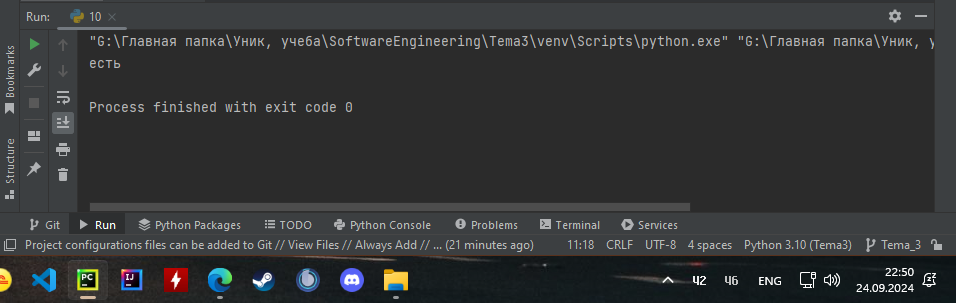 Run: 10 ×
"G:\Главная папка\Уник, учеба\SoftwareEngineering\Tema3\venv\Scripts\python.exe" "G:\Главная папка\Уник, у
есть
Process finished with exit code 0
Bookmarks
Structure
Git Run Python Packages TODO Python Console Problems Terminal Services
Project configurations files can be added to Git // View Files // Always Add // ... (21 minutes ago) 11:18 CRLF UTF-8 4 spaces Python 3.10 (Tema3) Tema_3
PC IJ Ч2 Ч6 ENG 22:50
24.09.2024